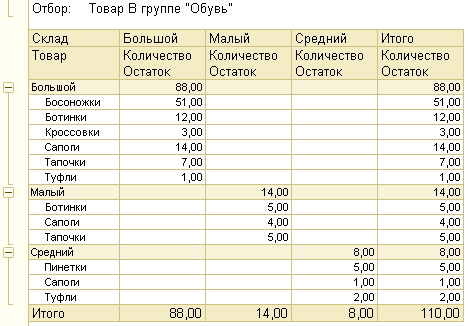 Отбор: Товар В группе "Обувь"
Склад Большой Малый Средний Итого
Товар Количество Количество Количество Количество
Остаток Остаток Остаток Остаток
Большой 88,00 88,00
Босоножки 51,00 51,00
Ботинки 12,00 12,00
Кроссовки 3,00 3,00
Сапоги 14,00 14,00
Тапочки 7,00 7,00
Туфли 1,00 1,00
Малый 14,00 14,00
Ботинки 5,00 5,00
Сапоги 4,00 4,00
Тапочки 5,00 5,00
Средний 8,00 8,00
Пинетки 5,00 5,00
Сапоги 1,00 1,00
Туфли 2,00 2,00
Итого 88,00 14,00 8,00 110,00